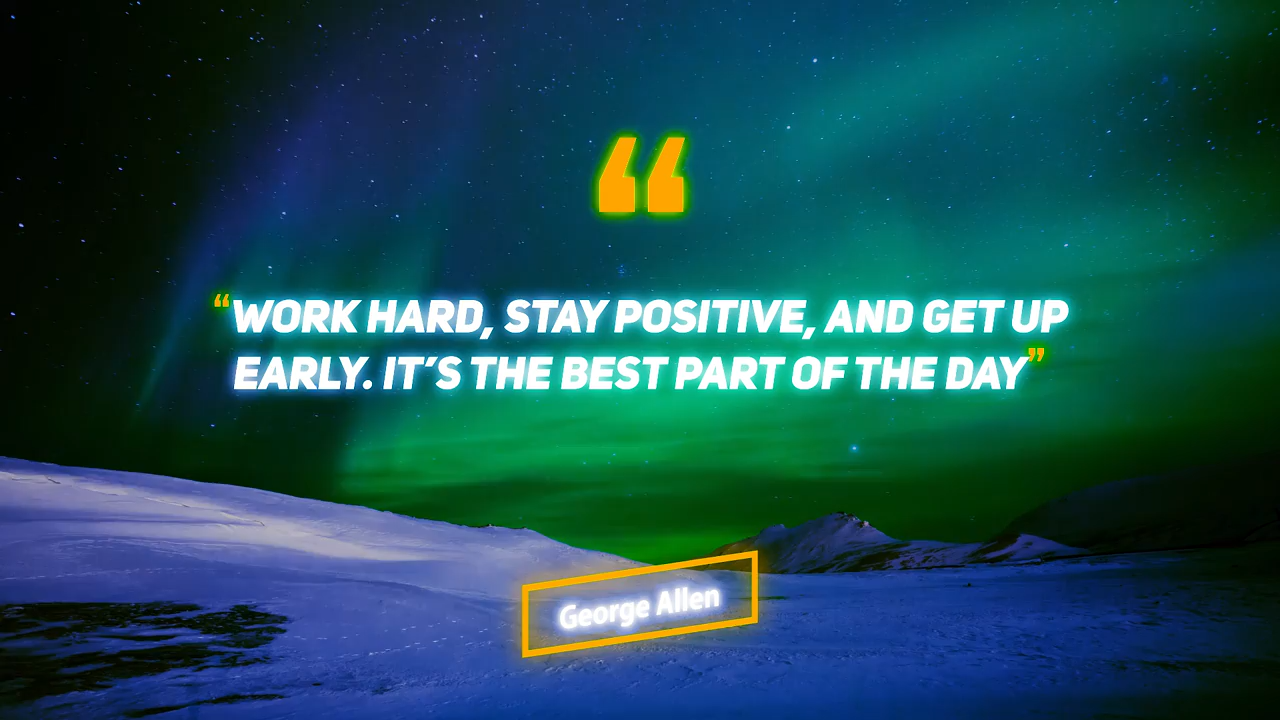 “
“WORK HARD, STAY POSITIVE, AND GET UP
EARLY. IT’S THE BEST PART OF THE DAY”
George Allen